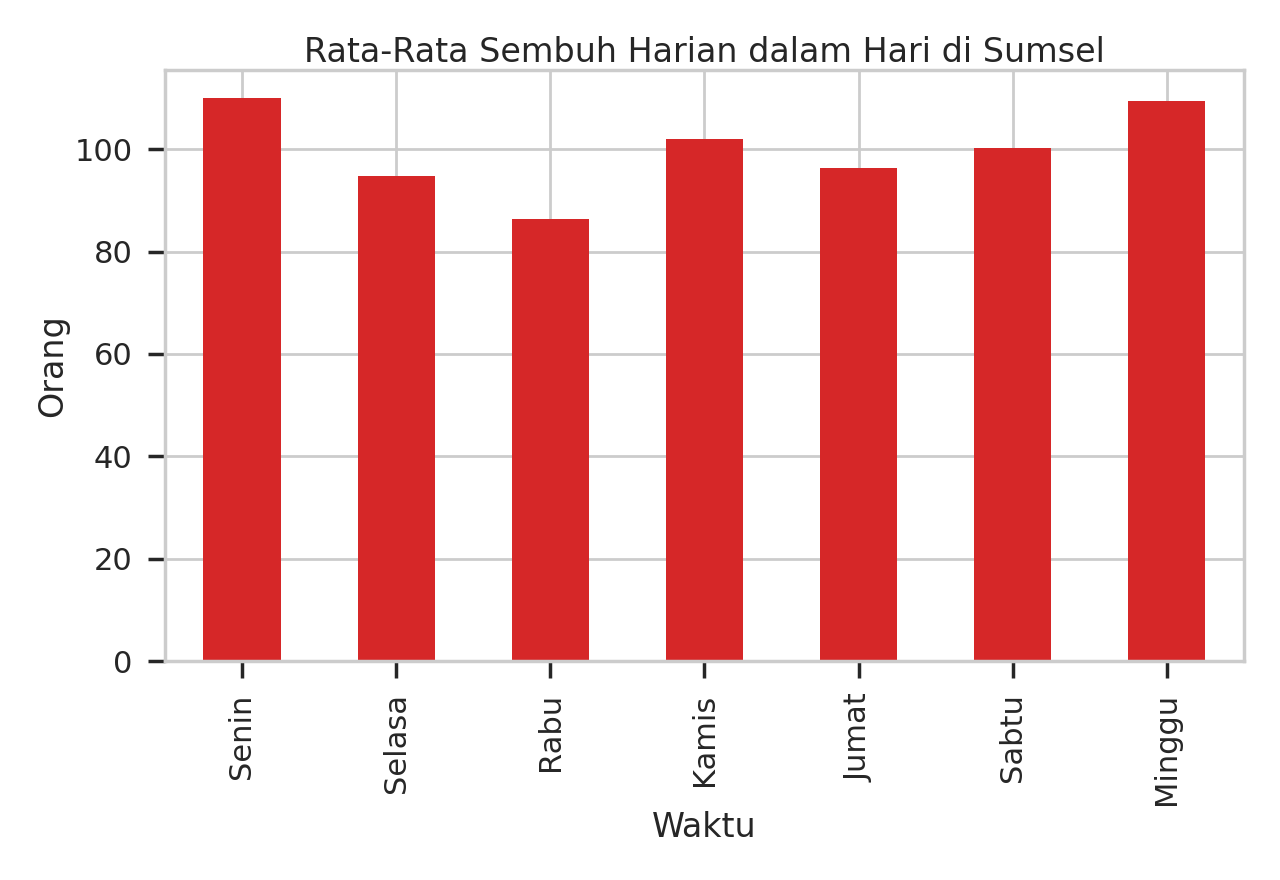 Rata-Rata Sembuh Harian dalam Hari di Sumsel
Orang
100
80
60
40
20
0
Senin
Selasa
Rabu
Kamis
Jumat
Sabtu
Minggu
Waktu